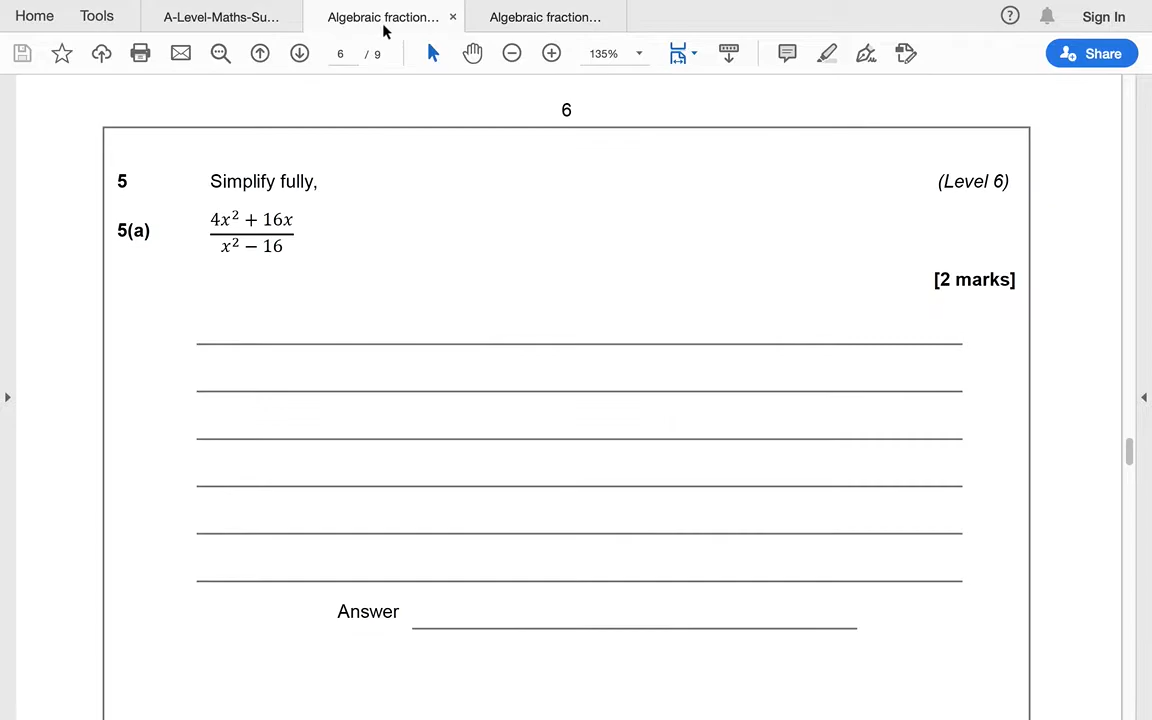 Home Tools A-Level-Maths-Su... Algebraic fraction... × Algebraic fraction... Sign In
6 / 9 135% Share
6
5 Simplify fully, (Level 6)
5(a) (4x² + 16x)/(x² − 16)
[2 marks]
Answer